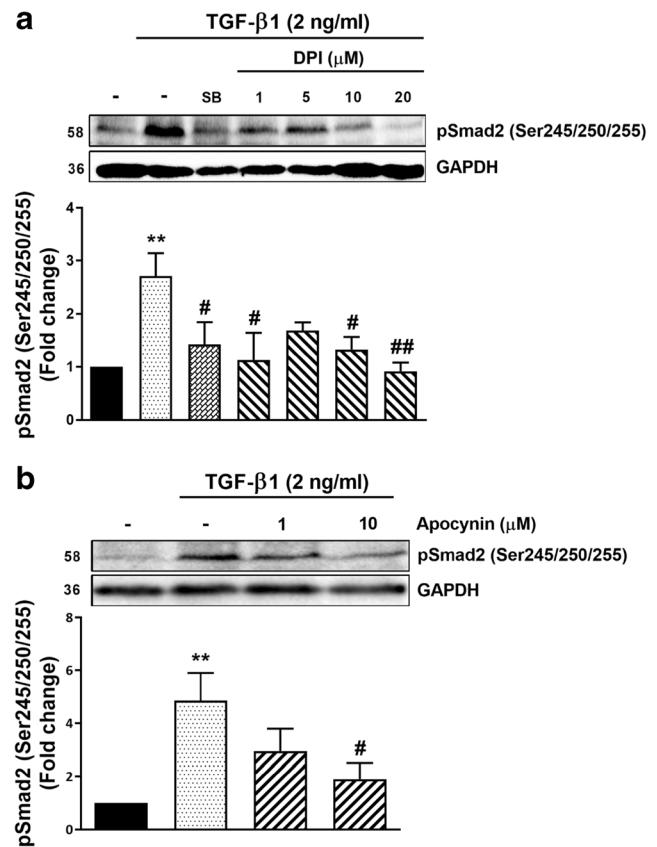 a
TGF-β1 (2 ng/ml)
DPI (μM)
- - SB 1 5 10 20
58 pSmad2 (Ser245/250/255)
36 GAPDH
pSmad2 (Ser245/250/255)
(Fold change)
4
3
2
1
0
** # # # ##
b
TGF-β1 (2 ng/ml)
- - 1 10 Apocynin (μM)
58 pSmad2 (Ser245/250/255)
36 GAPDH
pSmad2 (Ser245/250/255)
(Fold change)
8
6
4
2
0
** #